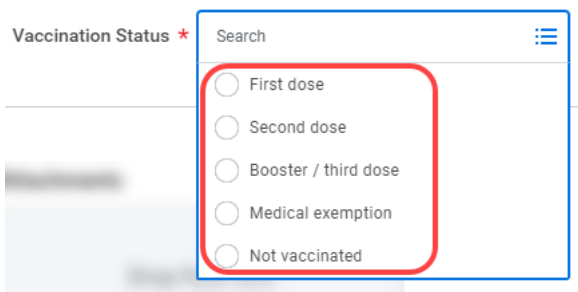 Vaccination Status *
Search
First dose
Second dose
Booster / third dose
Medical exemption
Not vaccinated